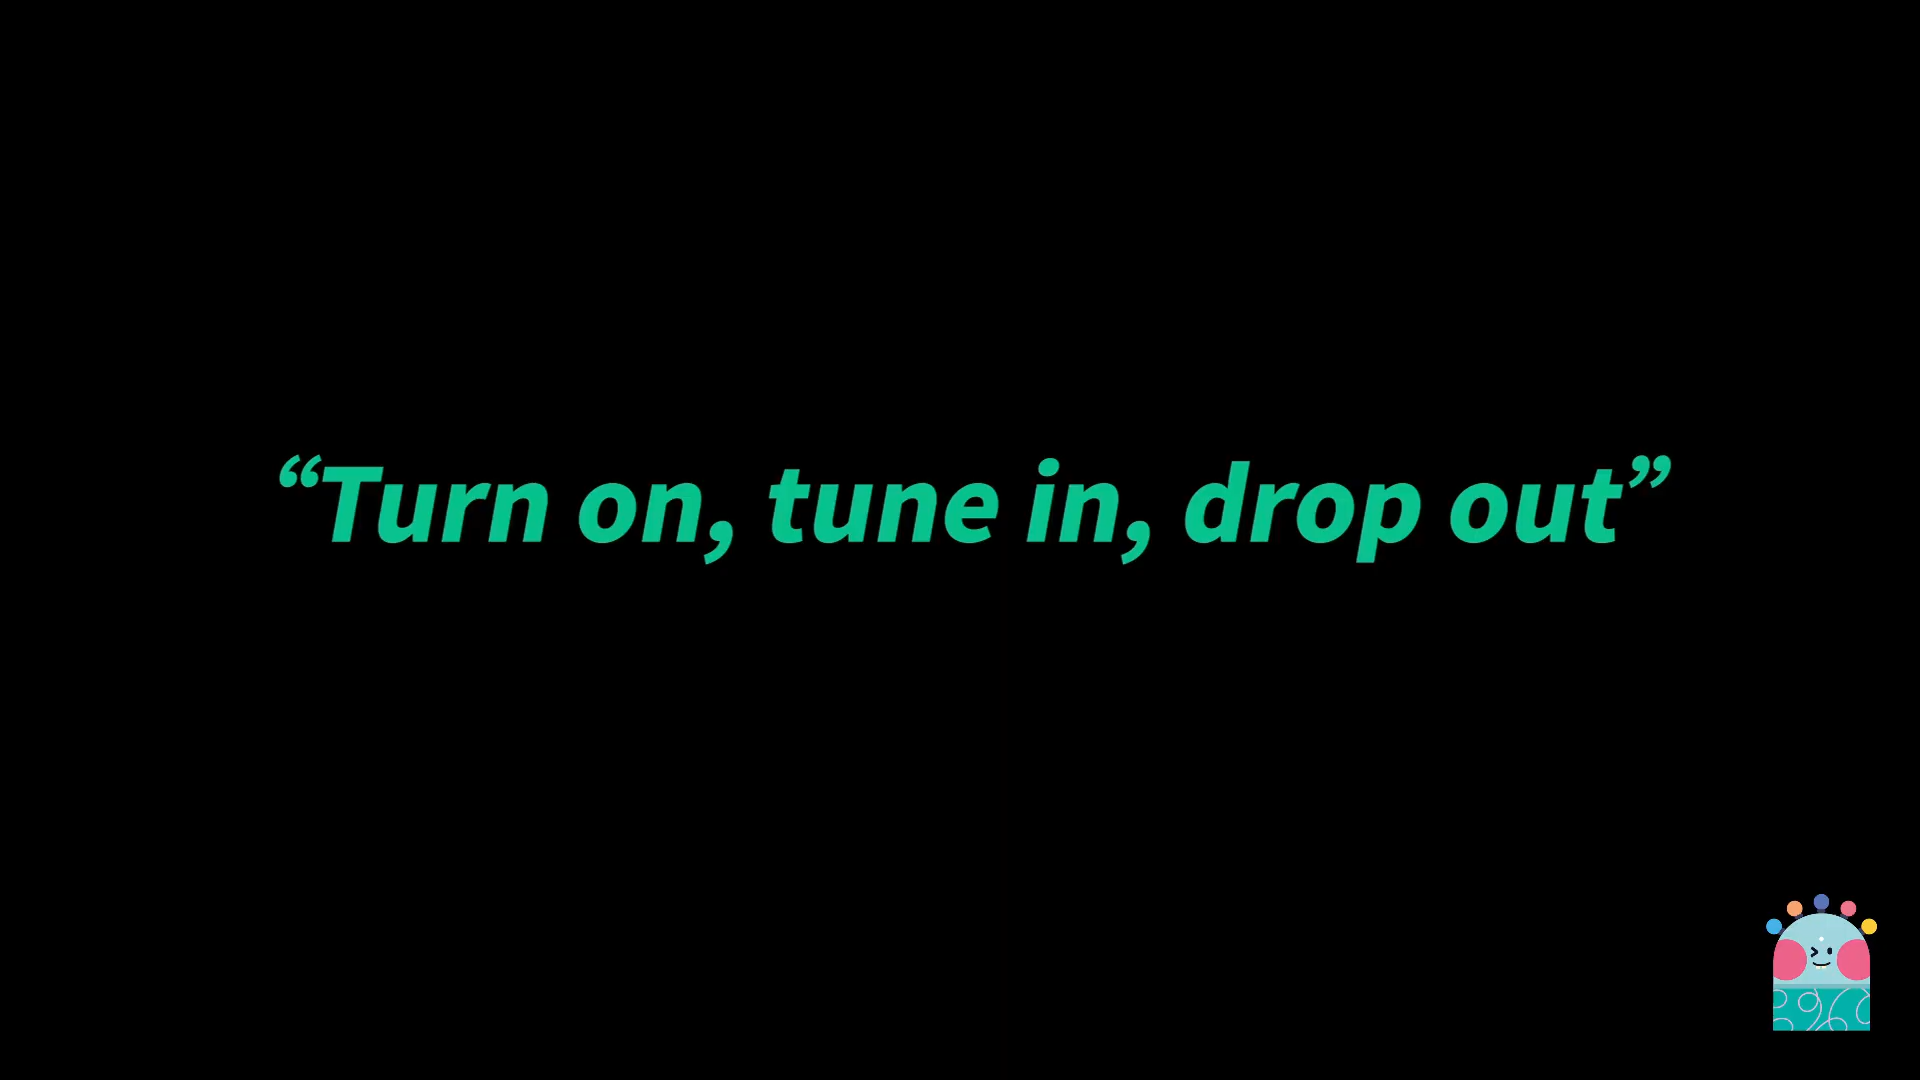 “Turn on, tune in, drop out”